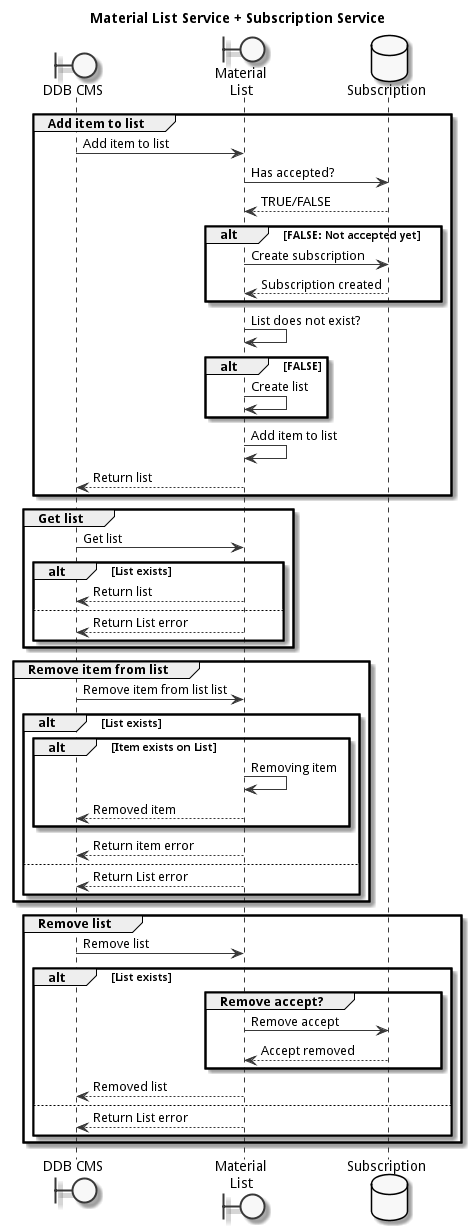 Material List Service + Subscription Service
DDB CMS
Material
List
Subscription
Add item to list
Add item to list
Has accepted?
TRUE/FALSE
alt [FALSE: Not accepted yet]
Create subscription
Subscription created
List does not exist?
alt [FALSE]
Create list
Add item to list
Return list
Get list
Get list
alt [List exists]
Return list
Return List error
Remove item from list
Remove item from list list
alt [List exists]
alt [Item exists on List]
Removing item
Removed item
Return item error
Return List error
Remove list
Remove list
alt [List exists]
Remove accept?
Remove accept
Accept removed
Removed list
Return List error
DDB CMS
Material
List
Subscription